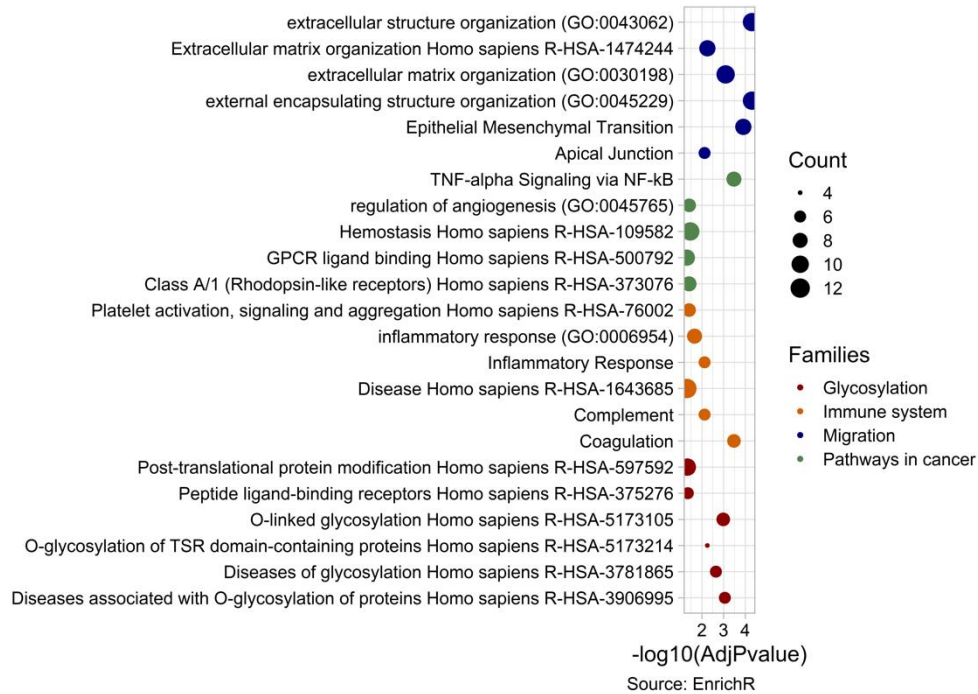 extracellular structure organization (GO:0043062)
Extracellular matrix organization Homo sapiens R-HSA-1474244
extracellular matrix organization (GO:0030198)
external encapsulating structure organization (GO:0045229)
Epithelial Mesenchymal Transition
Apical Junction
TNF-alpha Signaling via NF-kB
regulation of angiogenesis (GO:0045765)
Hemostasis Homo sapiens R-HSA-109582
GPCR ligand binding Homo sapiens R-HSA-500792
Class A/1 (Rhodopsin-like receptors) Homo sapiens R-HSA-373076
Platelet activation, signaling and aggregation Homo sapiens R-HSA-76002
inflammatory response (GO:0006954)
Inflammatory Response
Disease Homo sapiens R-HSA-1643685
Complement
Coagulation
Post-translational protein modification Homo sapiens R-HSA-597592
Peptide ligand-binding receptors Homo sapiens R-HSA-375276
O-linked glycosylation Homo sapiens R-HSA-5173105
O-glycosylation of TSR domain-containing proteins Homo sapiens R-HSA-5173214
Diseases of glycosylation Homo sapiens R-HSA-3781865
Diseases associated with O-glycosylation of proteins Homo sapiens R-HSA-3906995
2 3 4
-log10(AdjPvalue)
Source: EnrichR
Count
4
6
8
10
12
Families
Glycosylation
Immune system
Migration
Pathways in cancer